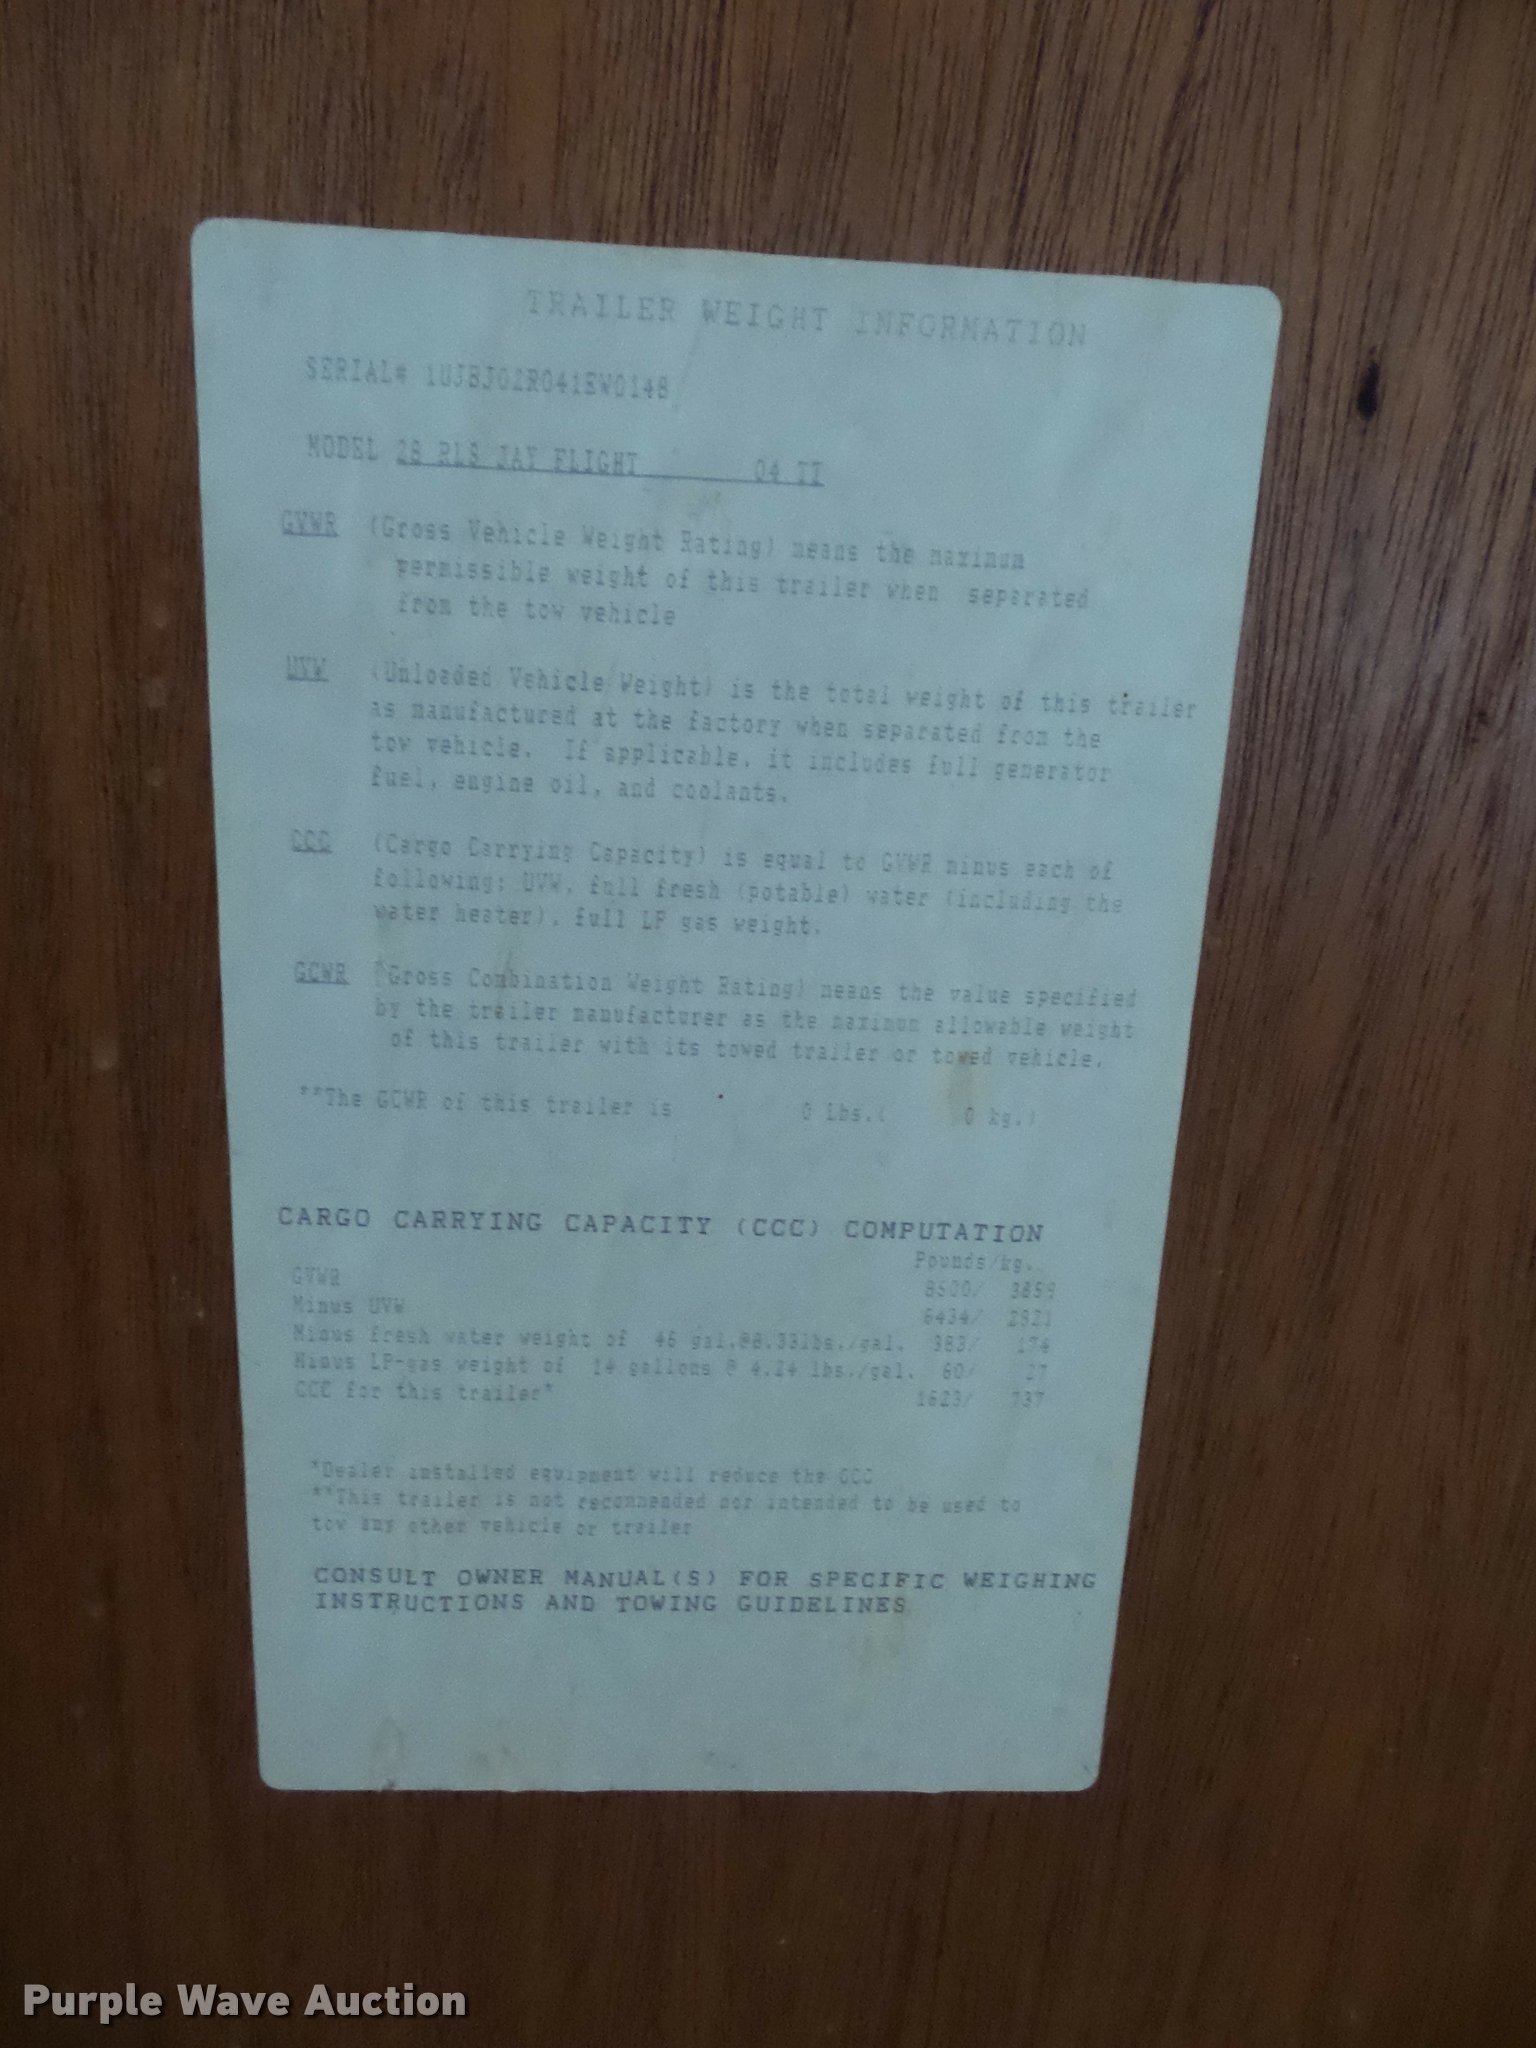 TRAILER WEIGHT INFORMATION
SERIAL# 1UJBJ02R041EW0148
MODEL 28 RLS JAY FLIGHT 04 II
GVWR (Gross Vehicle Weight Rating) means the maximum
permissible weight of this trailer when separated
from the tow vehicle
UVW (Unloaded Vehicle Weight) is the total weight of this trailer
as manufactured at the factory when separated from the
tow vehicle. If applicable, it includes full generator
fuel, engine oil, and coolants.
CCC (Cargo Carrying Capacity) is equal to GVWR minus each of
following: UVW, full fresh (potable) water (including the
water heater), full LP gas weight.
GCWR (Gross Combination Weight Rating) means the value specified
by the trailer manufacturer as the maximum allowable weight
of this trailer with its towed trailer or towed vehicle.
**The GCWR of this trailer is 0 Lbs.( 0 kg.)
CARGO CARRYING CAPACITY (CCC) COMPUTATION
Pounds/kg.
GVWR 8500/ 3859
Minus UVW 6434/ 2921
Minus fresh water weight of 46 gal.@8.33lbs./gal. 383/ 174
Minus LP-gas weight of 14 gallons @ 4.24 lbs./gal. 60/ 27
CCC for this trailer* 1623/ 737
*Dealer installed equipment will reduce the CCC
**This trailer is not recommended nor intended to be used to
tow any other vehicle or trailer
CONSULT OWNER MANUAL(S) FOR SPECIFIC WEIGHING
INSTRUCTIONS AND TOWING GUIDELINES
Purple Wave Auction